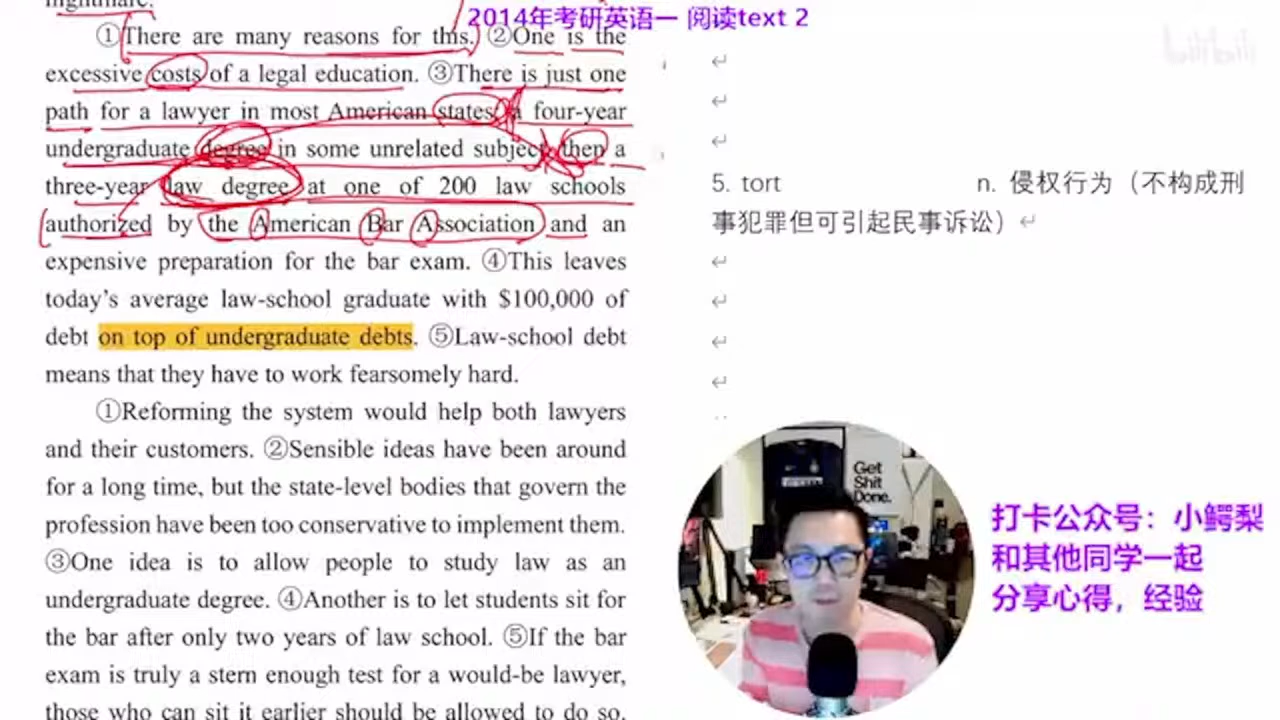 nightmare.
2014年考研英语一 阅读text 2
①There are many reasons for this. ②One is the
excessive costs of a legal education. ③There is just one
path for a lawyer in most American states: a four-year
undergraduate degree in some unrelated subject, then a
three-year law degree at one of 200 law schools
authorized by the American Bar Association and an
expensive preparation for the bar exam. ④This leaves
today's average law-school graduate with $100,000 of
debt on top of undergraduate debts. ⑤Law-school debt
means that they have to work fearsomely hard.
①Reforming the system would help both lawyers
and their customers. ②Sensible ideas have been around
for a long time, but the state-level bodies that govern the
profession have been too conservative to implement them.
③One idea is to allow people to study law as an
undergraduate degree. ④Another is to let students sit for
the bar after only two years of law school. ⑤If the bar
exam is truly a stern enough test for a would-be lawyer,
those who can sit it earlier should be allowed to do so.
bilibili
5. tort n. 侵权行为（不构成刑
事犯罪但可引起民事诉讼）
Get
Shit
Done.
打卡公众号：小鳄梨
和其他同学一起
分享心得，经验